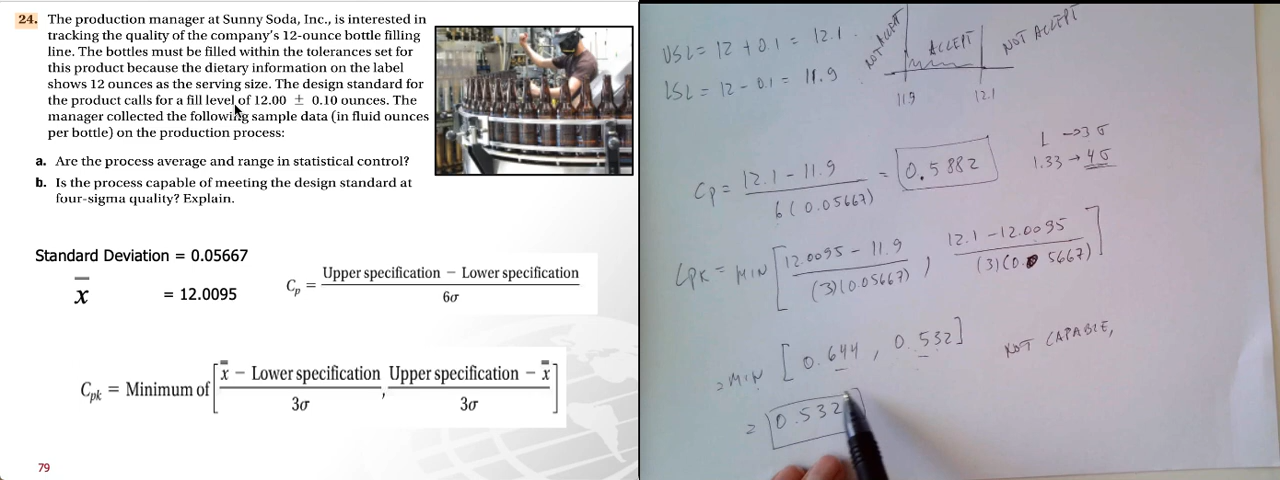 24. The production manager at Sunny Soda, Inc., is interested in
tracking the quality of the company's 12-ounce bottle filling
line. The bottles must be filled within the tolerances set for
this product because the dietary information on the label
shows 12 ounces as the serving size. The design standard for
the product calls for a fill level of 12.00 ± 0.10 ounces. The
manager collected the following sample data (in fluid ounces
per bottle) on the production process:
a. Are the process average and range in statistical control?
b. Is the process capable of meeting the design standard at
four-sigma quality? Explain.
Standard Deviation = 0.05667
x̿ = 12.0095
Cp = Upper specification − Lower specification
6σ
Cpk = Minimum of [ x̿ − Lower specification / 3σ , Upper specification − x̿ / 3σ ]
79
USL = 12 + 0.1 = 12.1
LSL = 12 - 0.1 = 11.9
NOT ACCEPT
ACCEPT
NOT ACCEPT
11.9
12.1
Cp = 12.1 - 11.9 / 6(0.05667) = 0.5882
1 → 3σ
1.33 → 4σ
Cpk = MIN [ 12.0095 - 11.9 / (3)(0.05667) , 12.1 - 12.0095 / (3)(0.05667) ]
= MIN [ 0.644 , 0.532 ]
NOT CAPABLE,
= 0.532